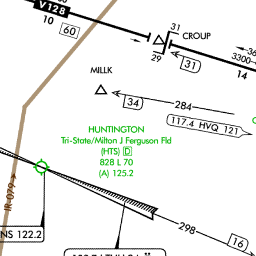 V128
10
60
31
CROUP
29
31
36
3300
14
MILLK
34
284
117.4 HVQ 121
HUNTINGTON
Tri-State/Milton J Ferguson Fld
(HTS) D
828 L 70
(A) 125.2
IR-079
NS 122.2
298
16